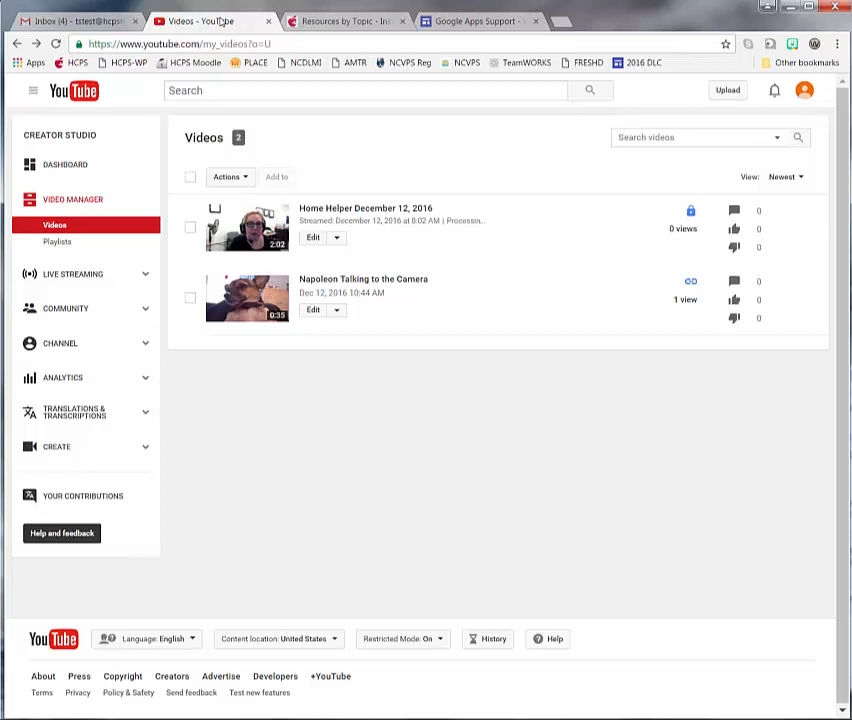 Inbox (4) - tstest@hcpsn
Videos - YouTube
Resources by Topic - Ins
Google Apps Support - V
https://www.youtube.com/my_videos?o=U
Apps HCPS HCPS-WP HCPS Moodle PLACE NCDLMI AMTR NCVPS Reg NCVPS TeamWORKS FRESHD 2016 DLC Other bookmarks
YouTube Search Upload
CREATOR STUDIO
DASHBOARD
VIDEO MANAGER
Videos
Playlists
LIVE STREAMING
COMMUNITY
CHANNEL
ANALYTICS
TRANSLATIONS &
TRANSCRIPTIONS
CREATE
YOUR CONTRIBUTIONS
Help and feedback
Videos 2 Search videos
Actions Add to View: Newest
Home Helper December 12, 2016
Streamed: December 12, 2016 at 8:02 AM | Processin...
Edit
2:02
0 views
0
0
0
Napoleon Talking to the Camera
Dec 12, 2016 10:44 AM
Edit
0:35
1 view
0
0
0
YouTube Language: English Content location: United States Restricted Mode: On History Help
About Press Copyright Creators Advertise Developers +YouTube
Terms Privacy Policy & Safety Send feedback Test new features